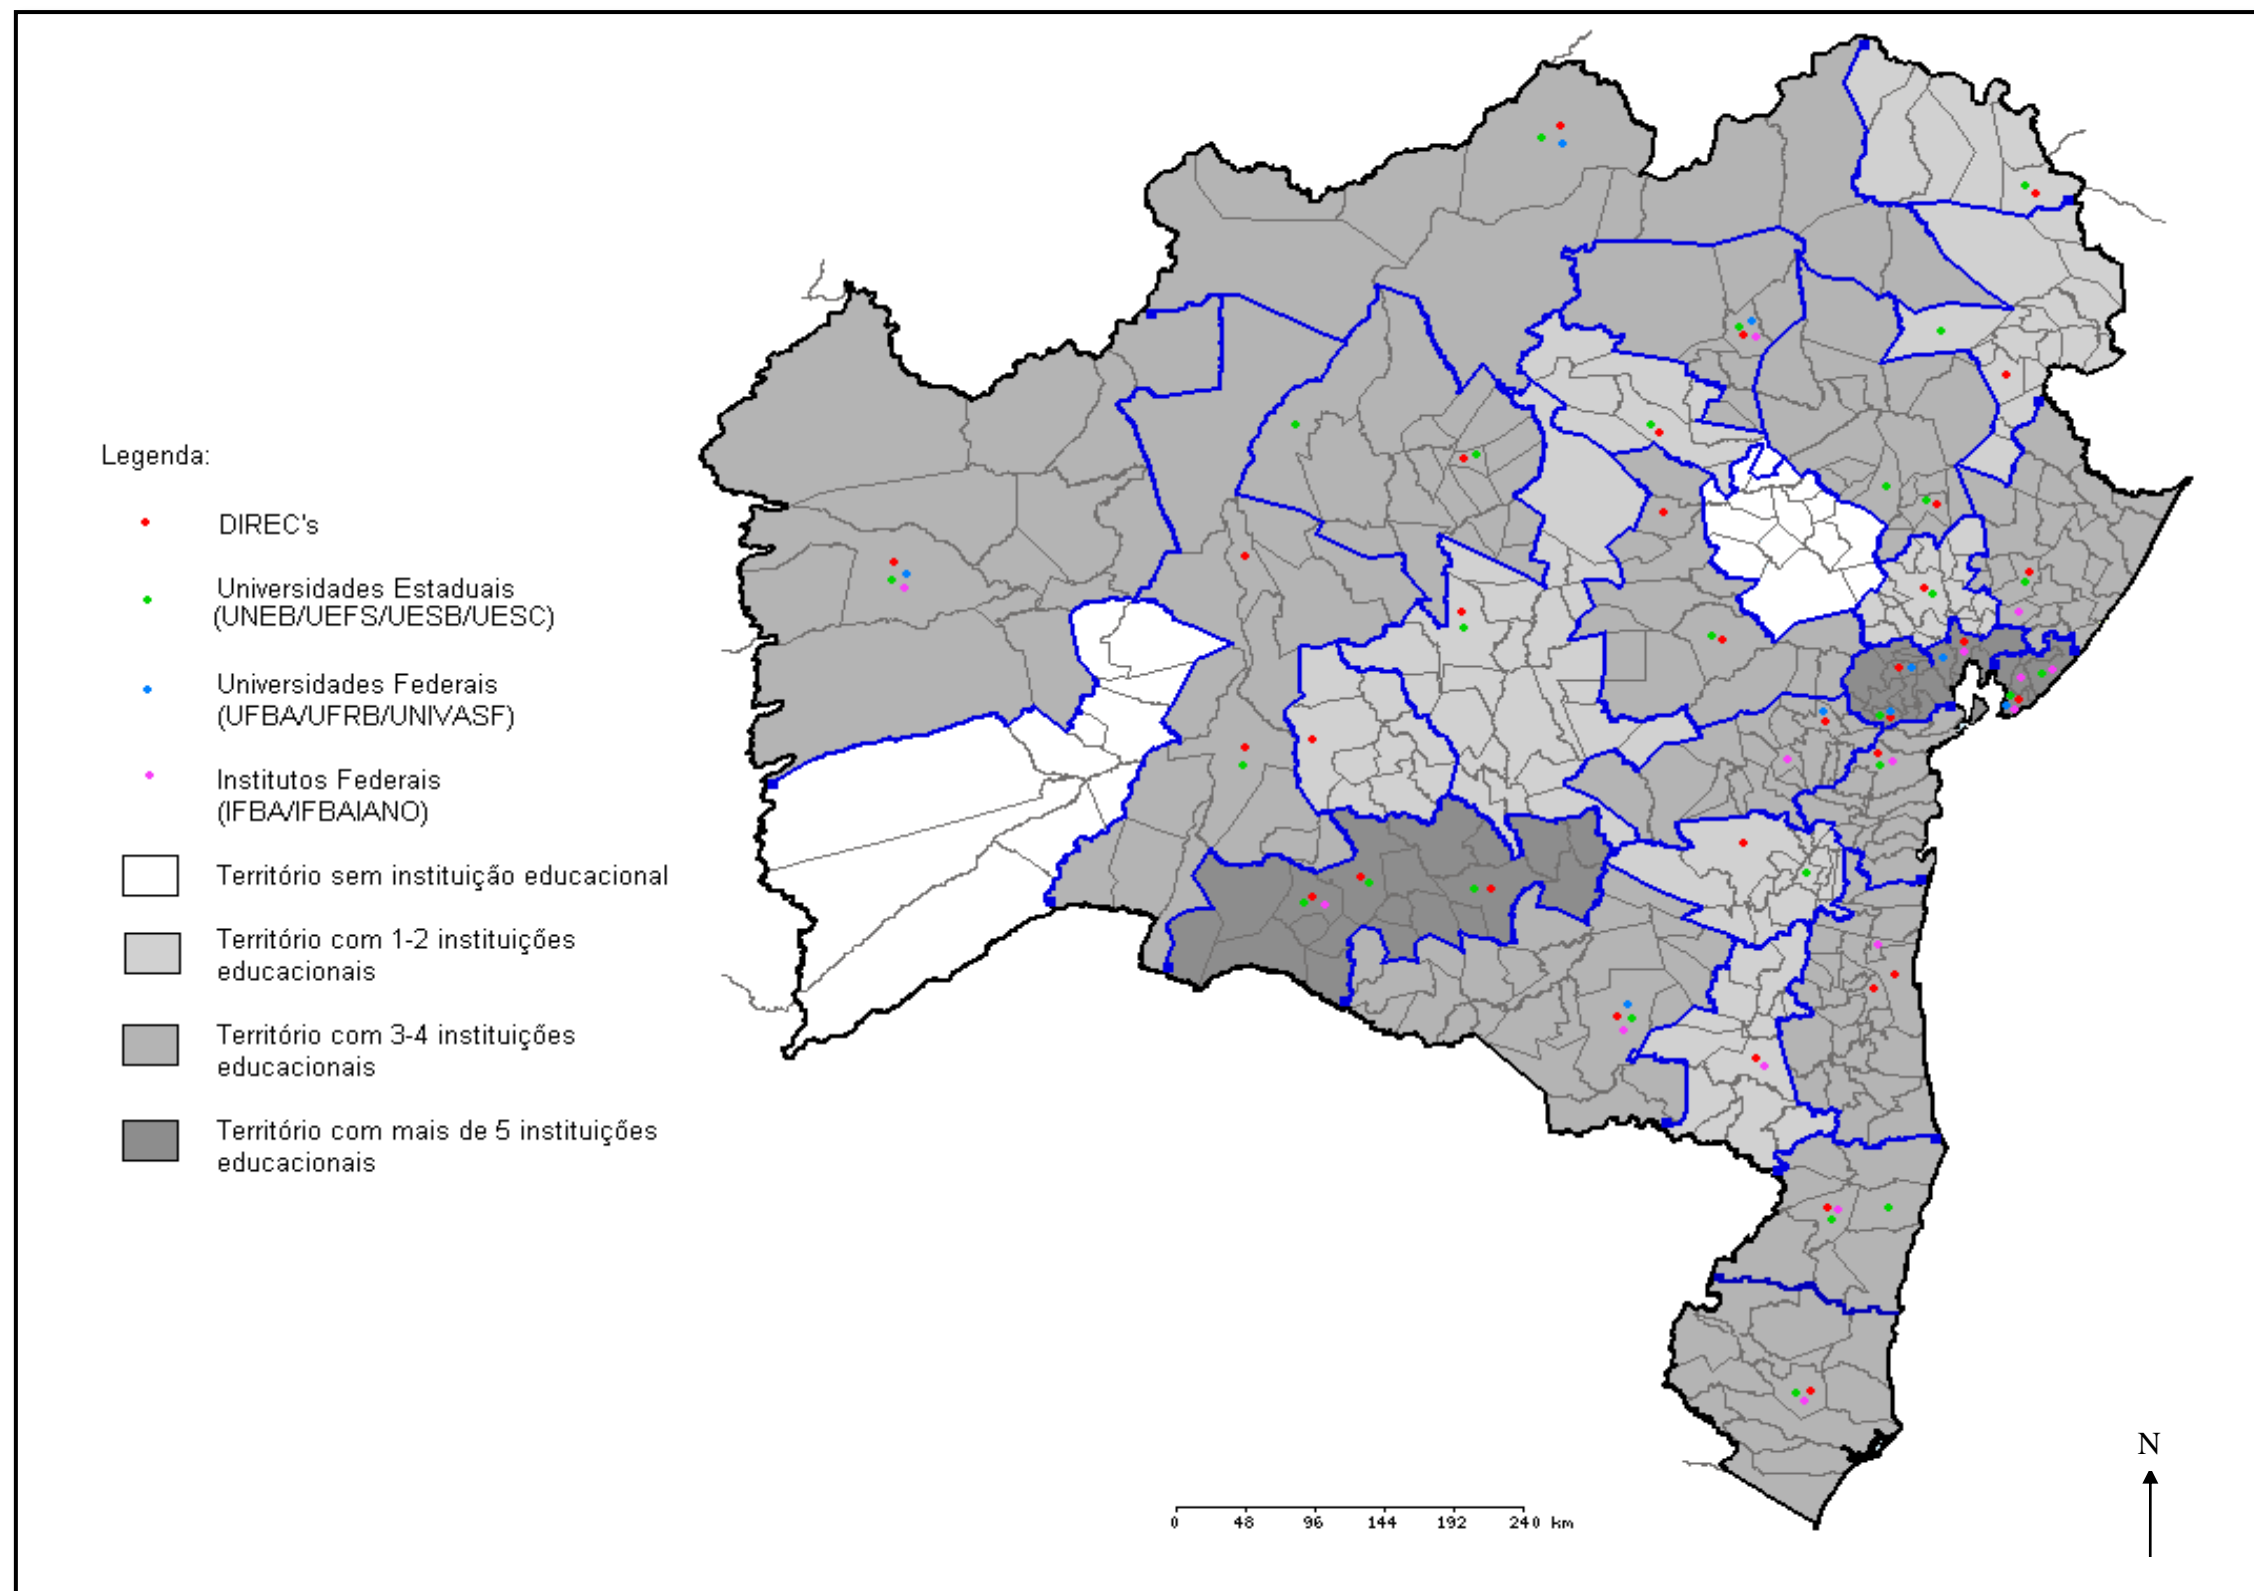 Legenda:
DIREC's
Universidades Estaduais
(UNEB/UEFS/UESB/UESC)
Universidades Federais
(UFBA/UFRB/UNIVASF)
Institutos Federais
(IFBA/IFBAIANO)
Território sem instituição educacional
Território com 1-2 instituições
educacionais
Território com 3-4 instituições
educacionais
Território com mais de 5 instituições
educacionais
N
0 48 96 144 192 240 km